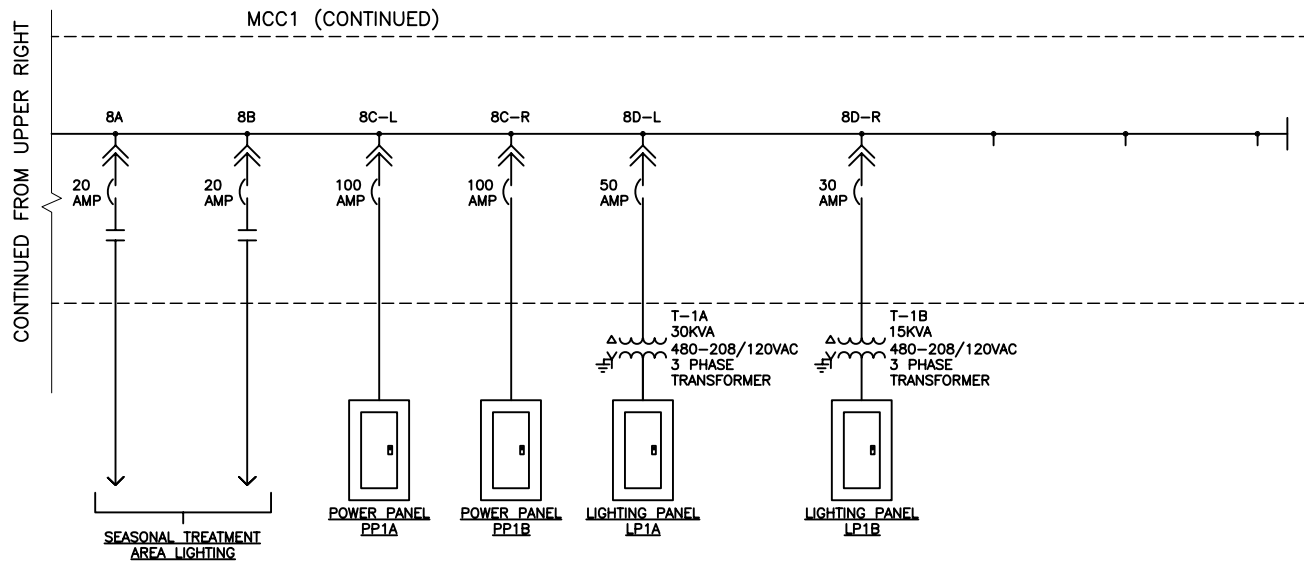 MCC1 (CONTINUED)
CONTINUED FROM UPPER RIGHT
8A
8B
8C-L
8C-R
8D-L
8D-R
20
AMP
20
AMP
100
AMP
100
AMP
50
AMP
30
AMP
T-1A
30KVA
480-208/120VAC
3 PHASE
TRANSFORMER
T-1B
15KVA
480-208/120VAC
3 PHASE
TRANSFORMER
SEASONAL TREATMENT
AREA LIGHTING
POWER PANEL
PP1A
POWER PANEL
PP1B
LIGHTING PANEL
LP1A
LIGHTING PANEL
LP1B